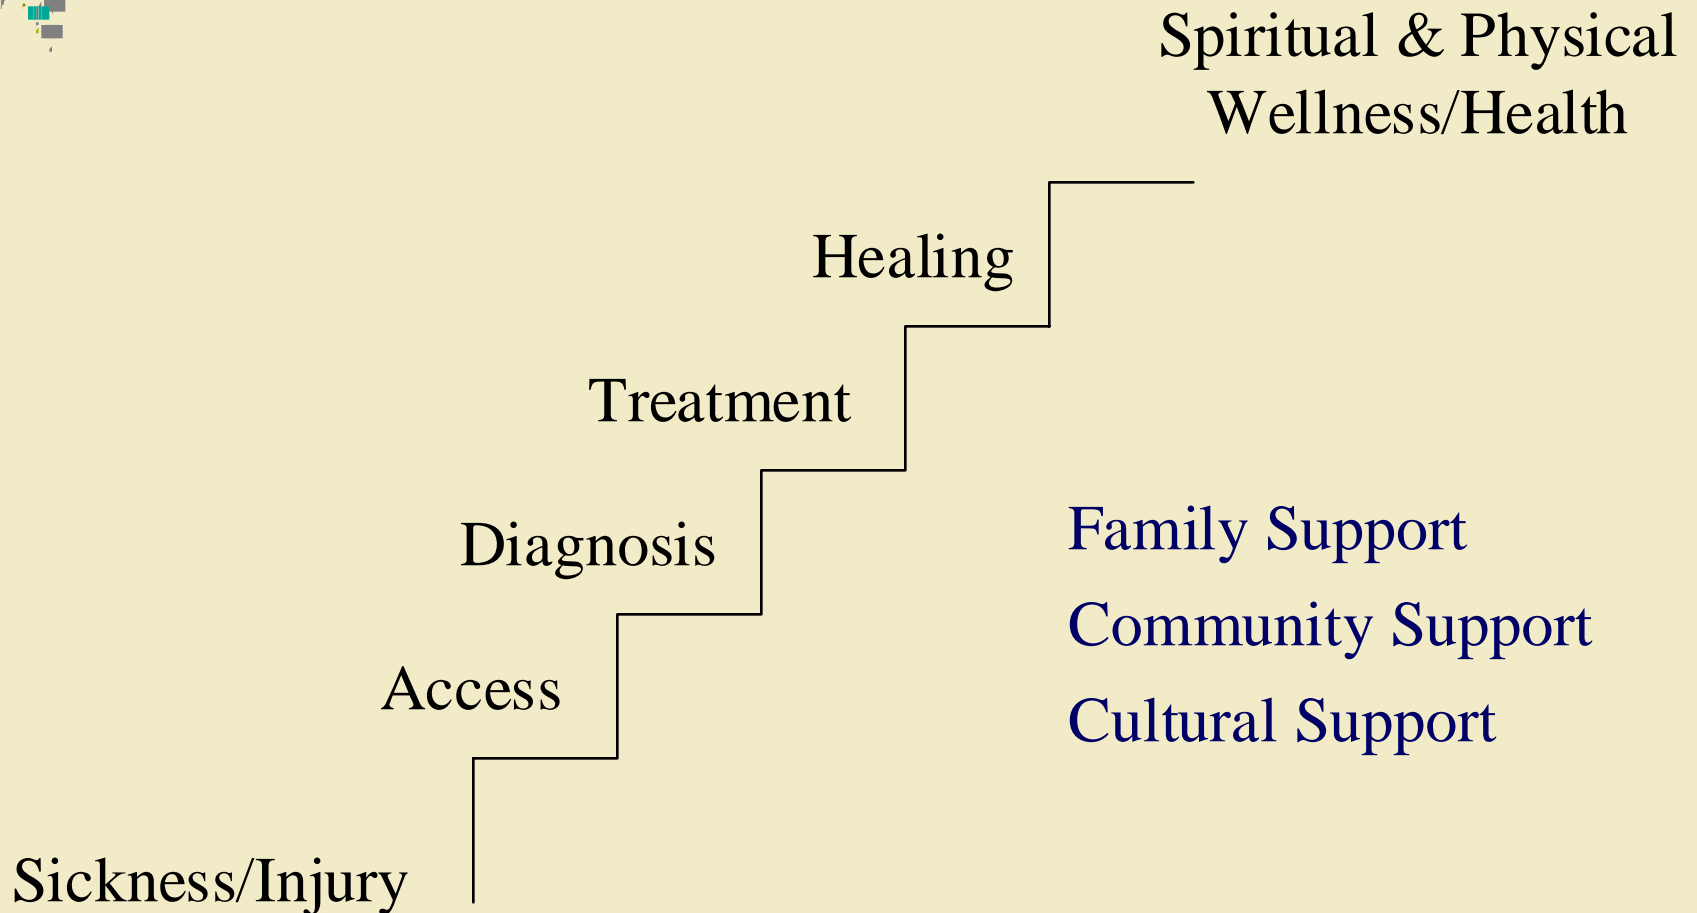 Spiritual & Physical
Wellness/Health
Healing
Treatment
Diagnosis
Family Support
Community Support
Access
Cultural Support
Sickness/Injury